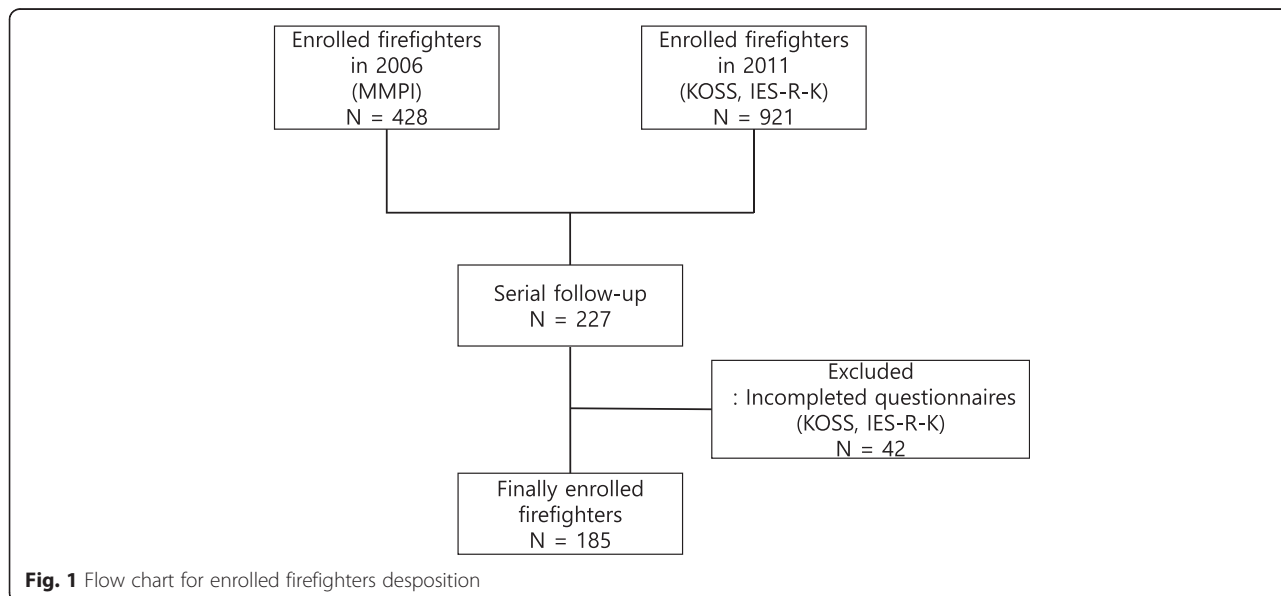 Enrolled firefighters
in 2006
(MMPI)
N = 428
Enrolled firefighters
in 2011
(KOSS, IES-R-K)
N = 921
Serial follow-up
N = 227
Excluded
: Incompleted questionnaires
(KOSS, IES-R-K)
N = 42
Finally enrolled
firefighters
N = 185
Fig. 1 Flow chart for enrolled firefighters desposition